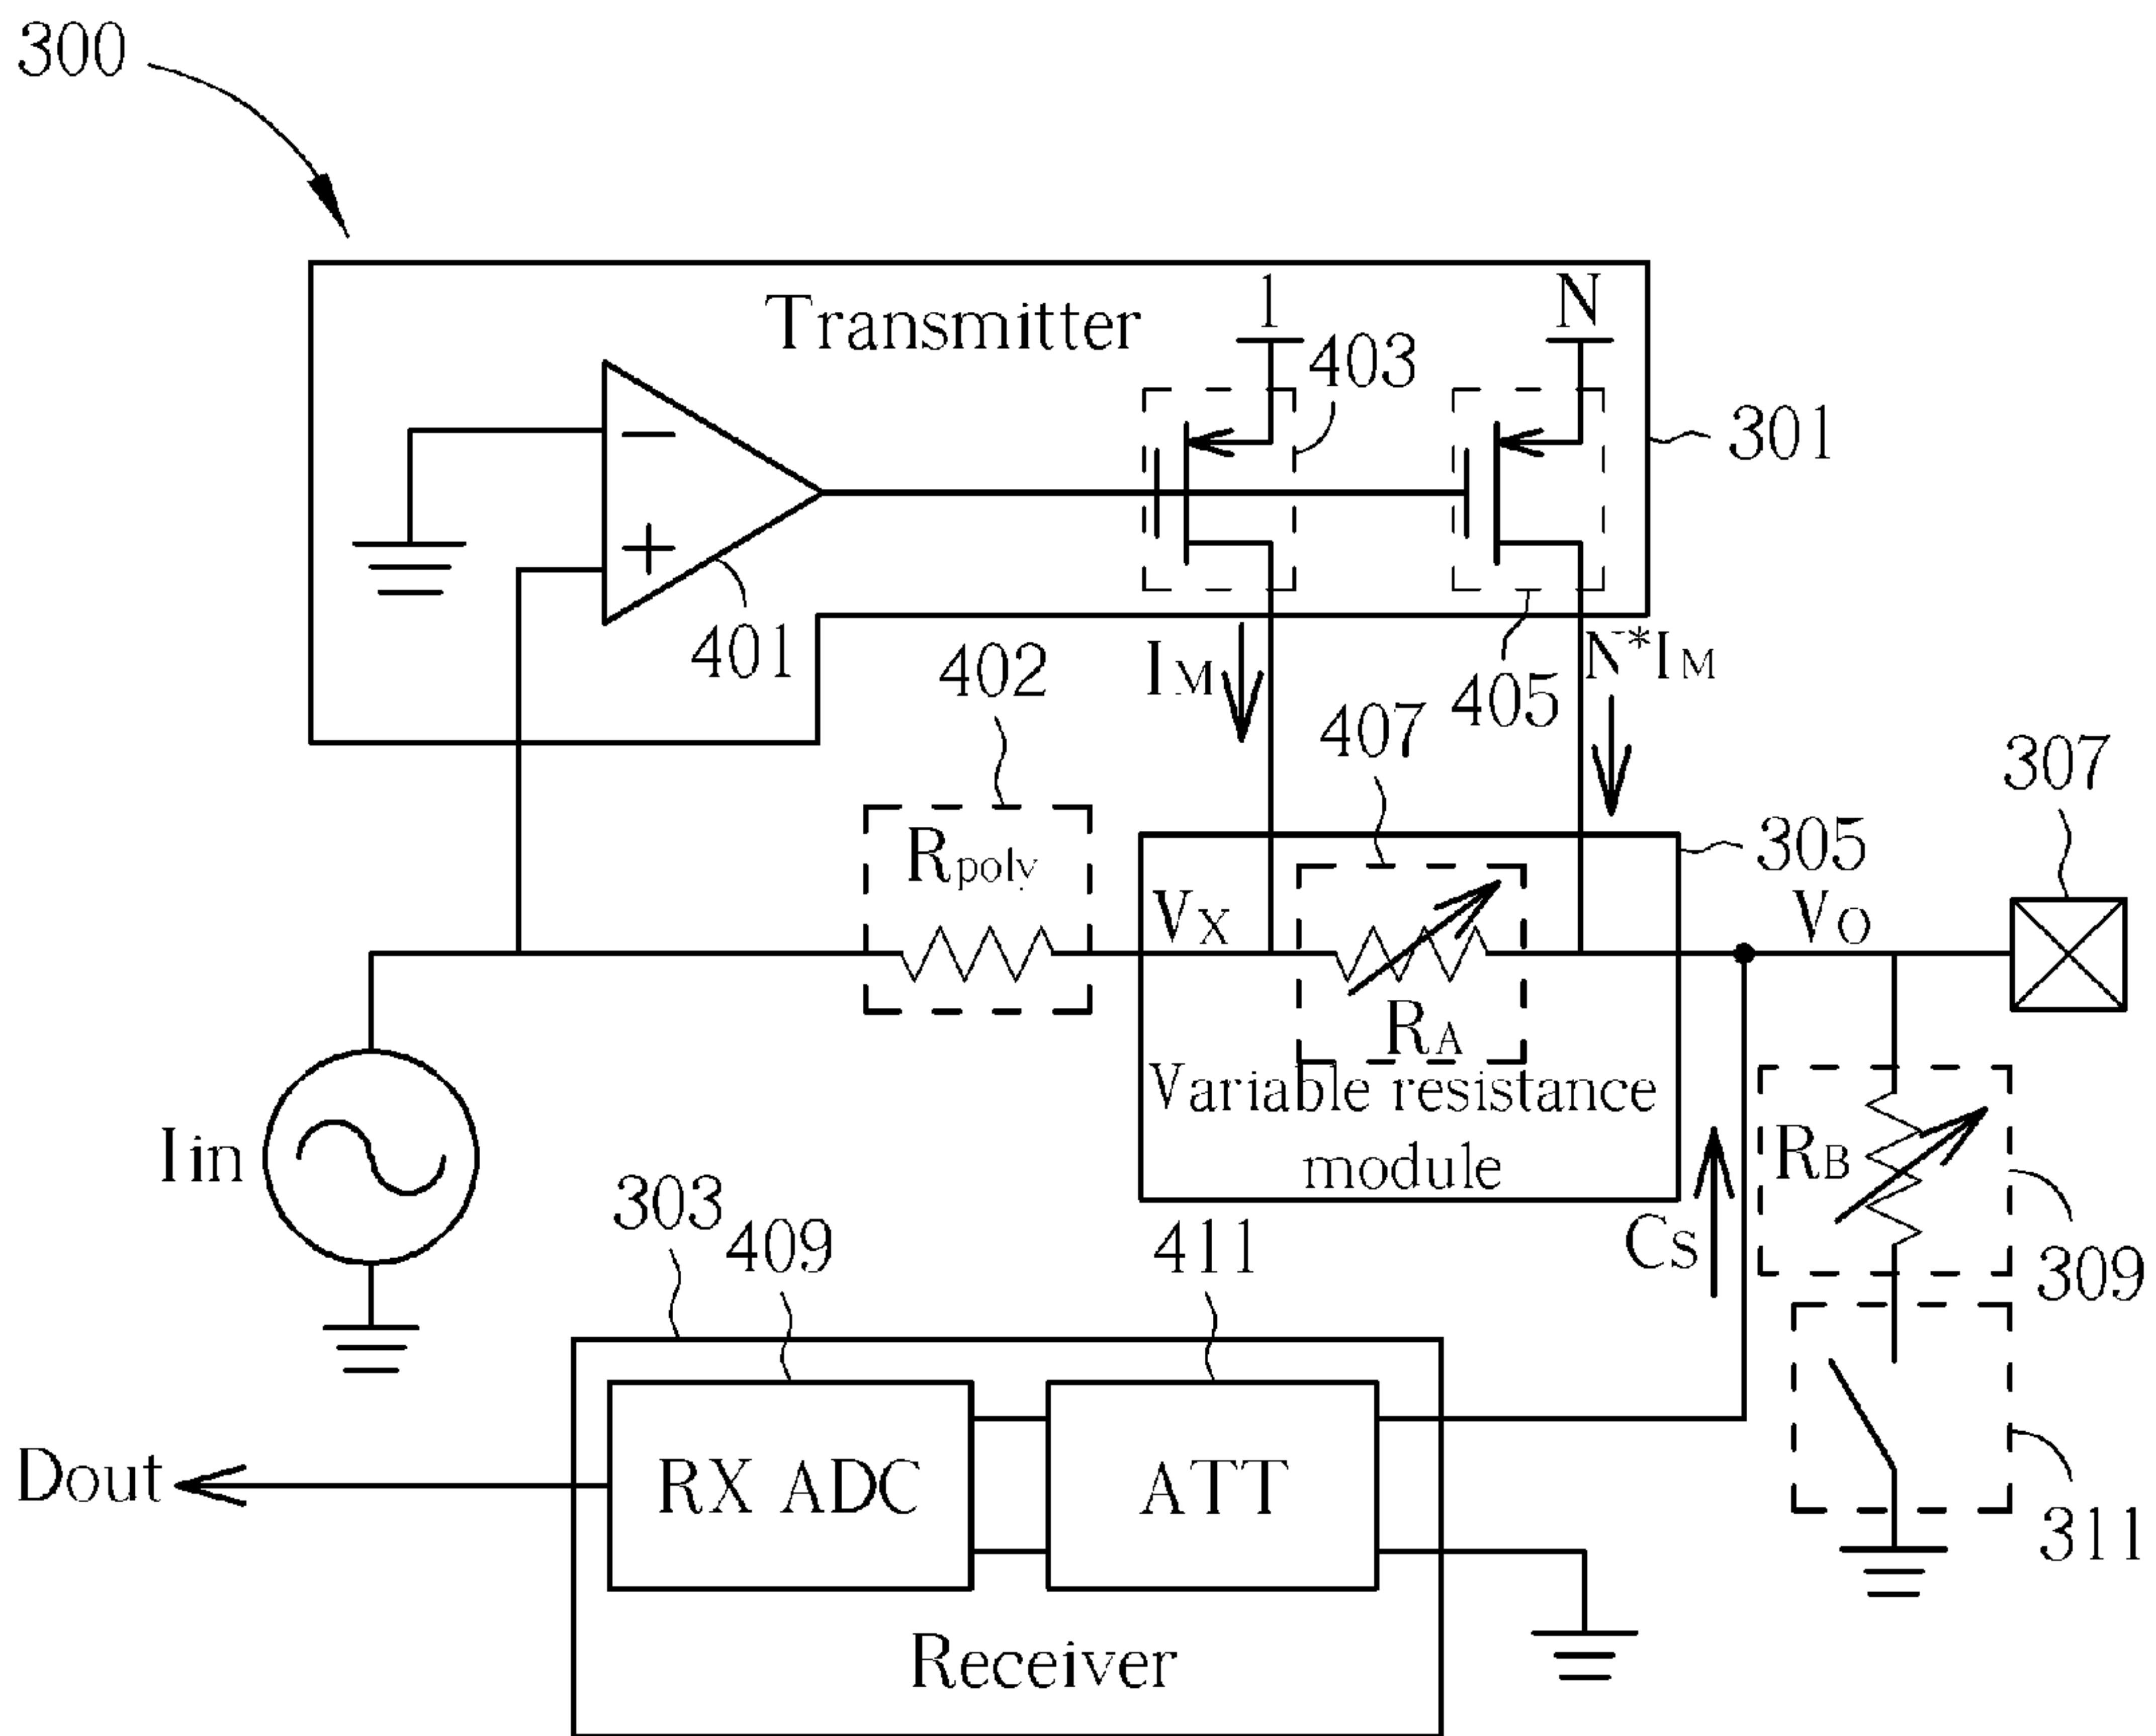 300
Transmitter
1
N
403
301
−
+
401
402
IM
405
N*IM
407
307
Rpoly
305
VX
VO
RA
Variable resistance
module
Iin
RB
303
409
411
Cs
309
Dout
RX ADC
ATT
311
Receiver